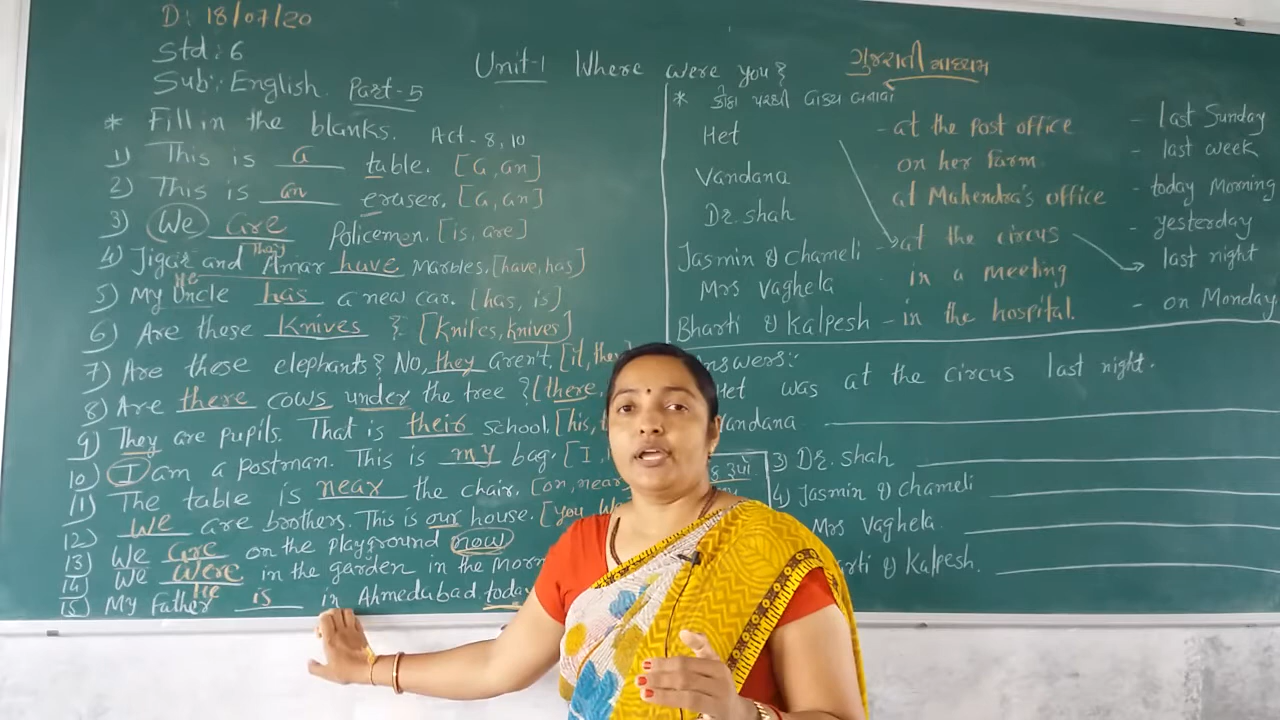 D: 18/07/20
Std: 6
Sub: English. Part-5
Unit-1 Where were you?
ગુજરાતી માધ્યમ
* Fill in the blanks. Act-8, 10
1) This is a table. [a, an]
2) This is an eruser. [a, an]
3) We are Policemen. [is, are]
They
4) Jigar and Amar have Marbles. [have, has]
He
5) My Uncle has a new car. [has, is]
6) Are these Knives ? [Knifes, knives]
7) Are those elephants? No, they aren't. [it, they
8) Are there cows under the tree ? [there,
9) They are pupils. That is their school. [his,
10) I am a postman. This is my bag. [I
11) The table is near the chair. [on, near
12) We are brothers. This is our house. [you, We
13) We are on the playground now
14) We were in the garden in the morn
he
15) My Father is in Ahmedabad today
* જોડા પરથી વાક્ય બનાવો
Het - at the post office - last Sunday
Vandana on her farm - last week
Dr. Shah at Mahendra's office - today Morning
Jasmin & Chameli - at the circus - yesterday
Mrs Vaghela in a meeting last night
Bharti & Kalpesh - in the hospital. - on Monday
nswers:
Het was at the circus last night.
Vandana
3) Dr. Shah
4) Jasmin & Chameli
Mrs Vaghela
arti & Kalpesh.